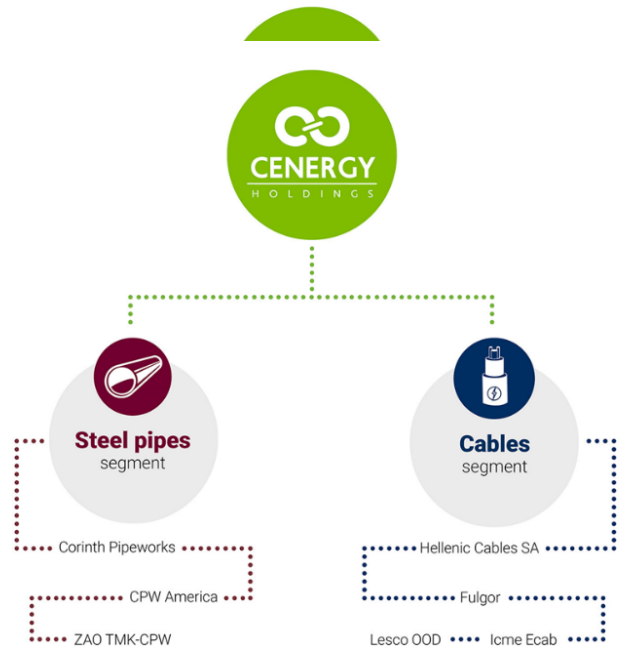 CENERGY
HOLDINGS
Steel pipes
segment
Cables
segment
Corinth Pipeworks
Hellenic Cables SA
CPW America
Fulgor
ZAO TMK-CPW
Lesco OOD
Icme Ecab